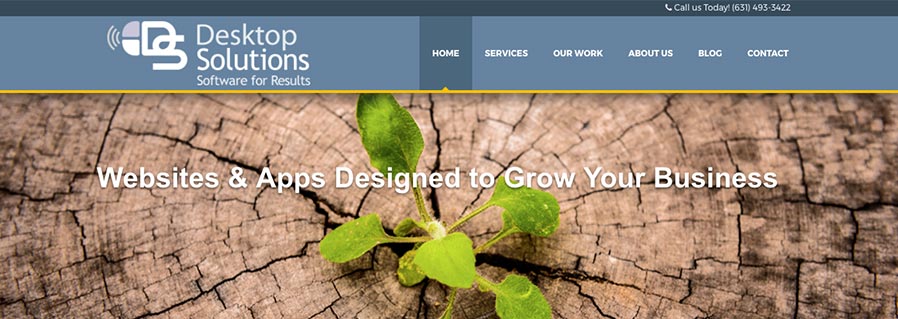 Call us Today! (631) 493-3422
DS Desktop
Solutions
Software for Results
HOME SERVICES OUR WORK ABOUT US BLOG CONTACT
Websites & Apps Designed to Grow Your Business